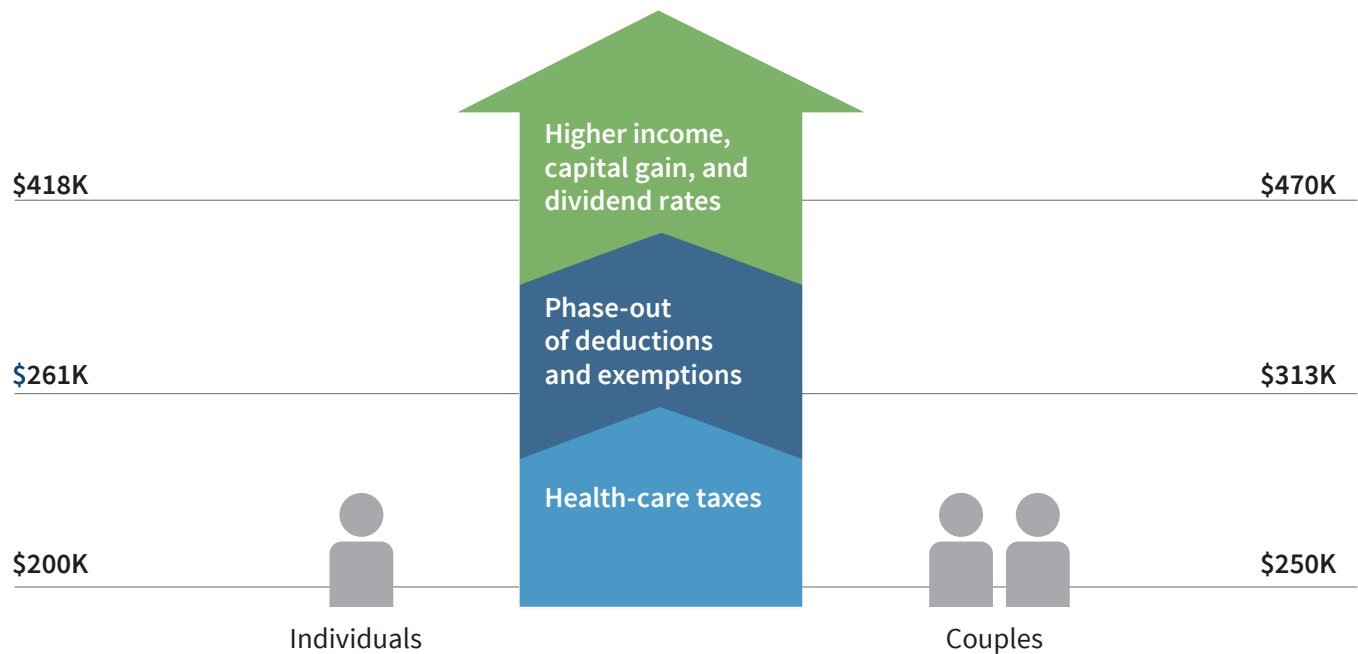 Higher income,
capital gain, and
dividend rates
$418K
$470K
Phase-out
of deductions
and exemptions
$261K
$313K
Health-care taxes
$200K
$250K
Individuals
Couples